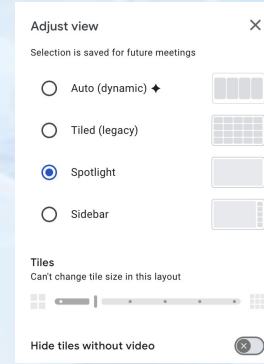 Adjust view
Selection is saved for future meetings
Auto (dynamic)
Tiled (legacy)
Spotlight
Sidebar
Tiles
Can't change tile size in this layout
Hide tiles without video